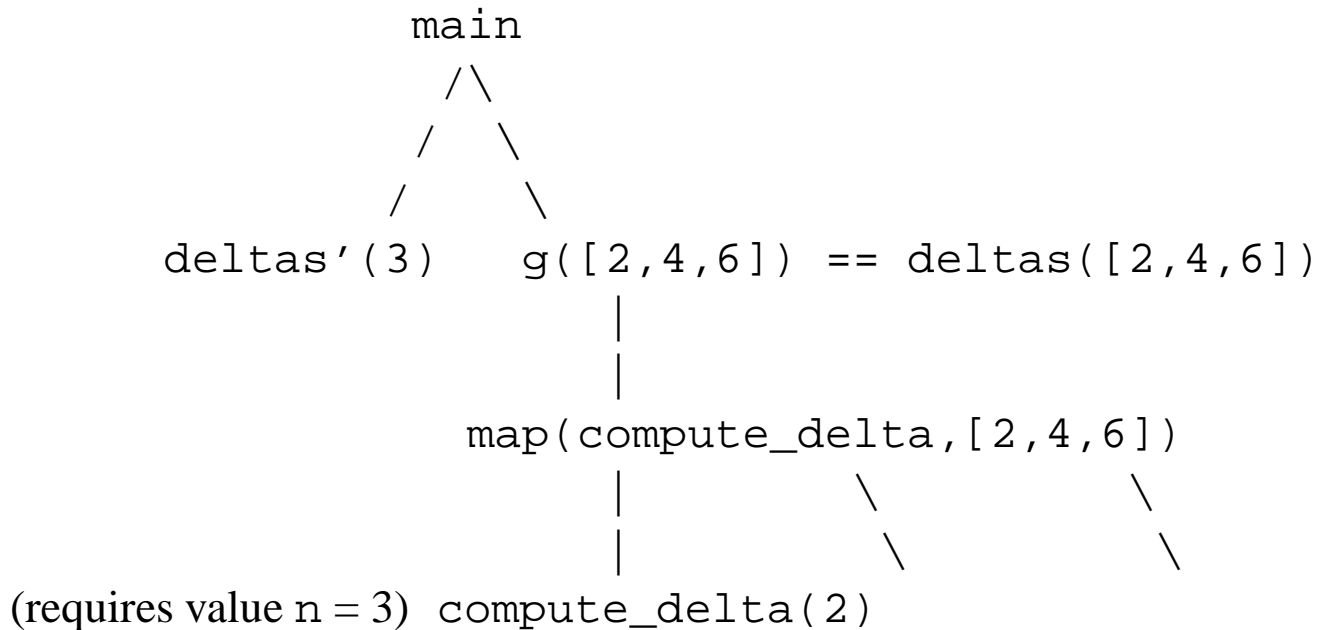 main
deltas'(3) g([2,4,6]) == deltas([2,4,6])
map(compute_delta,[2,4,6])
(requires value n = 3) compute_delta(2)